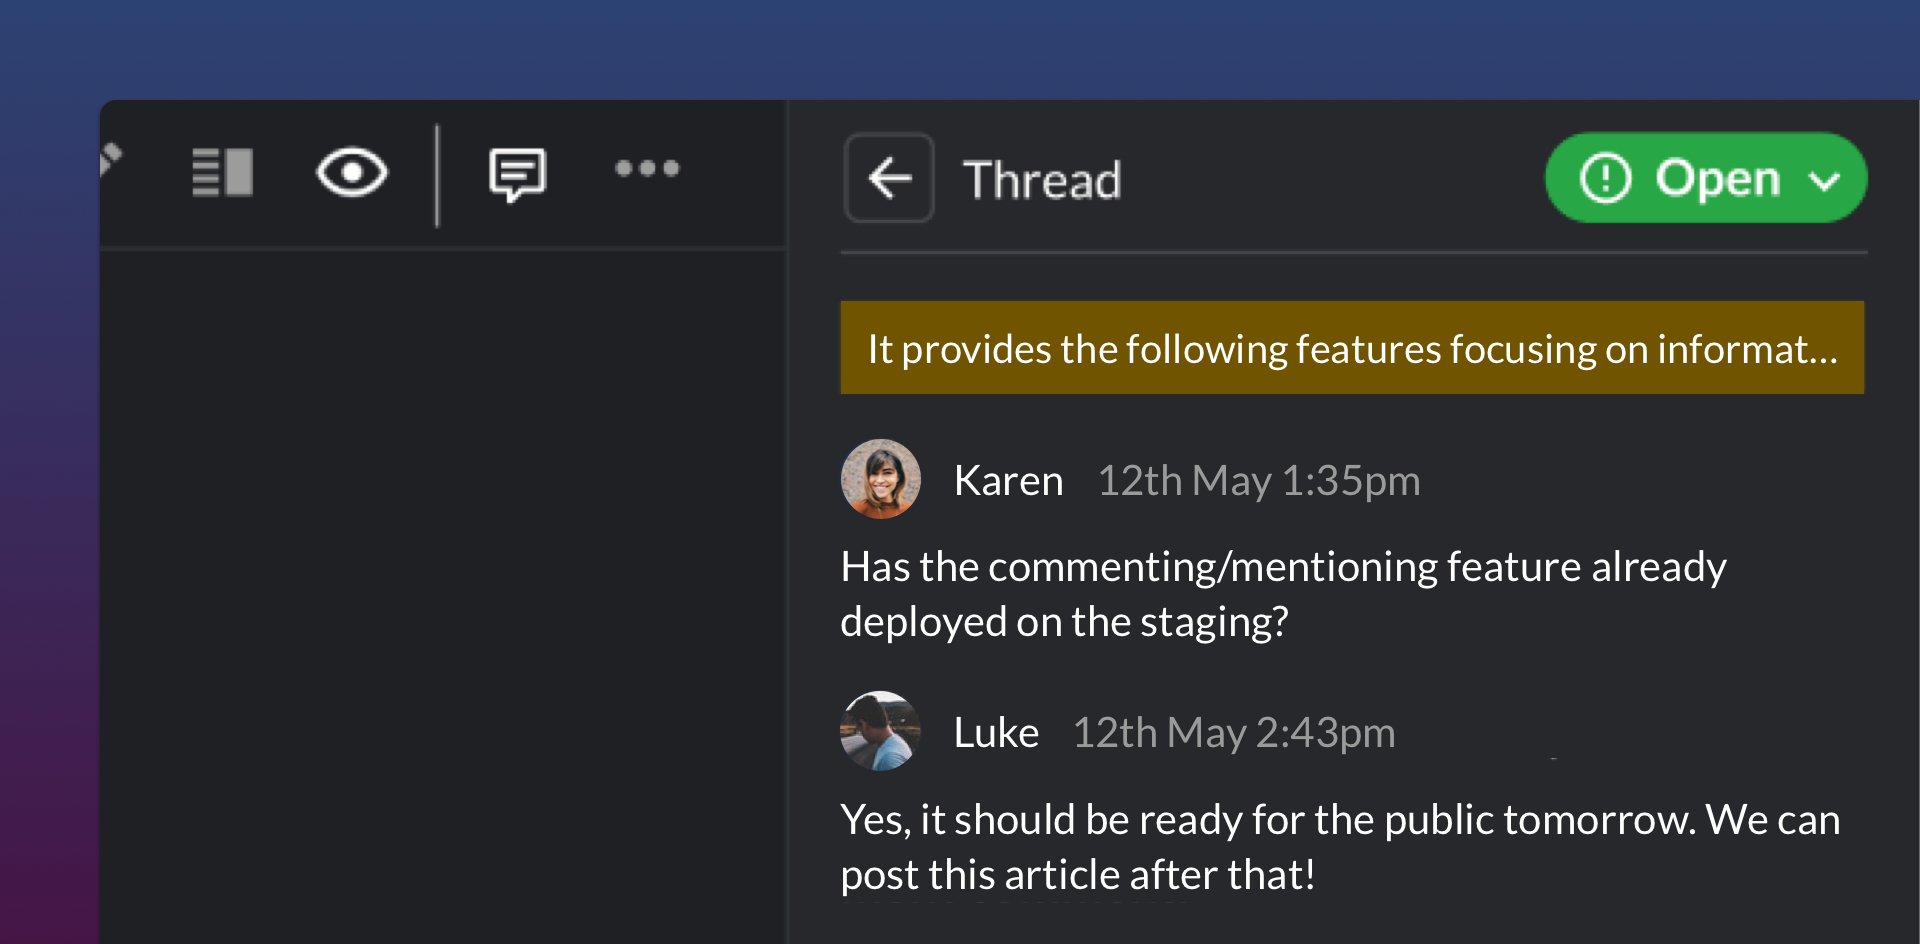 Thread
Open
It provides the following features focusing on informat...
Karen 12th May 1:35pm
Has the commenting/mentioning feature already
deployed on the staging?
Luke 12th May 2:43pm
Yes, it should be ready for the public tomorrow. We can
post this article after that!